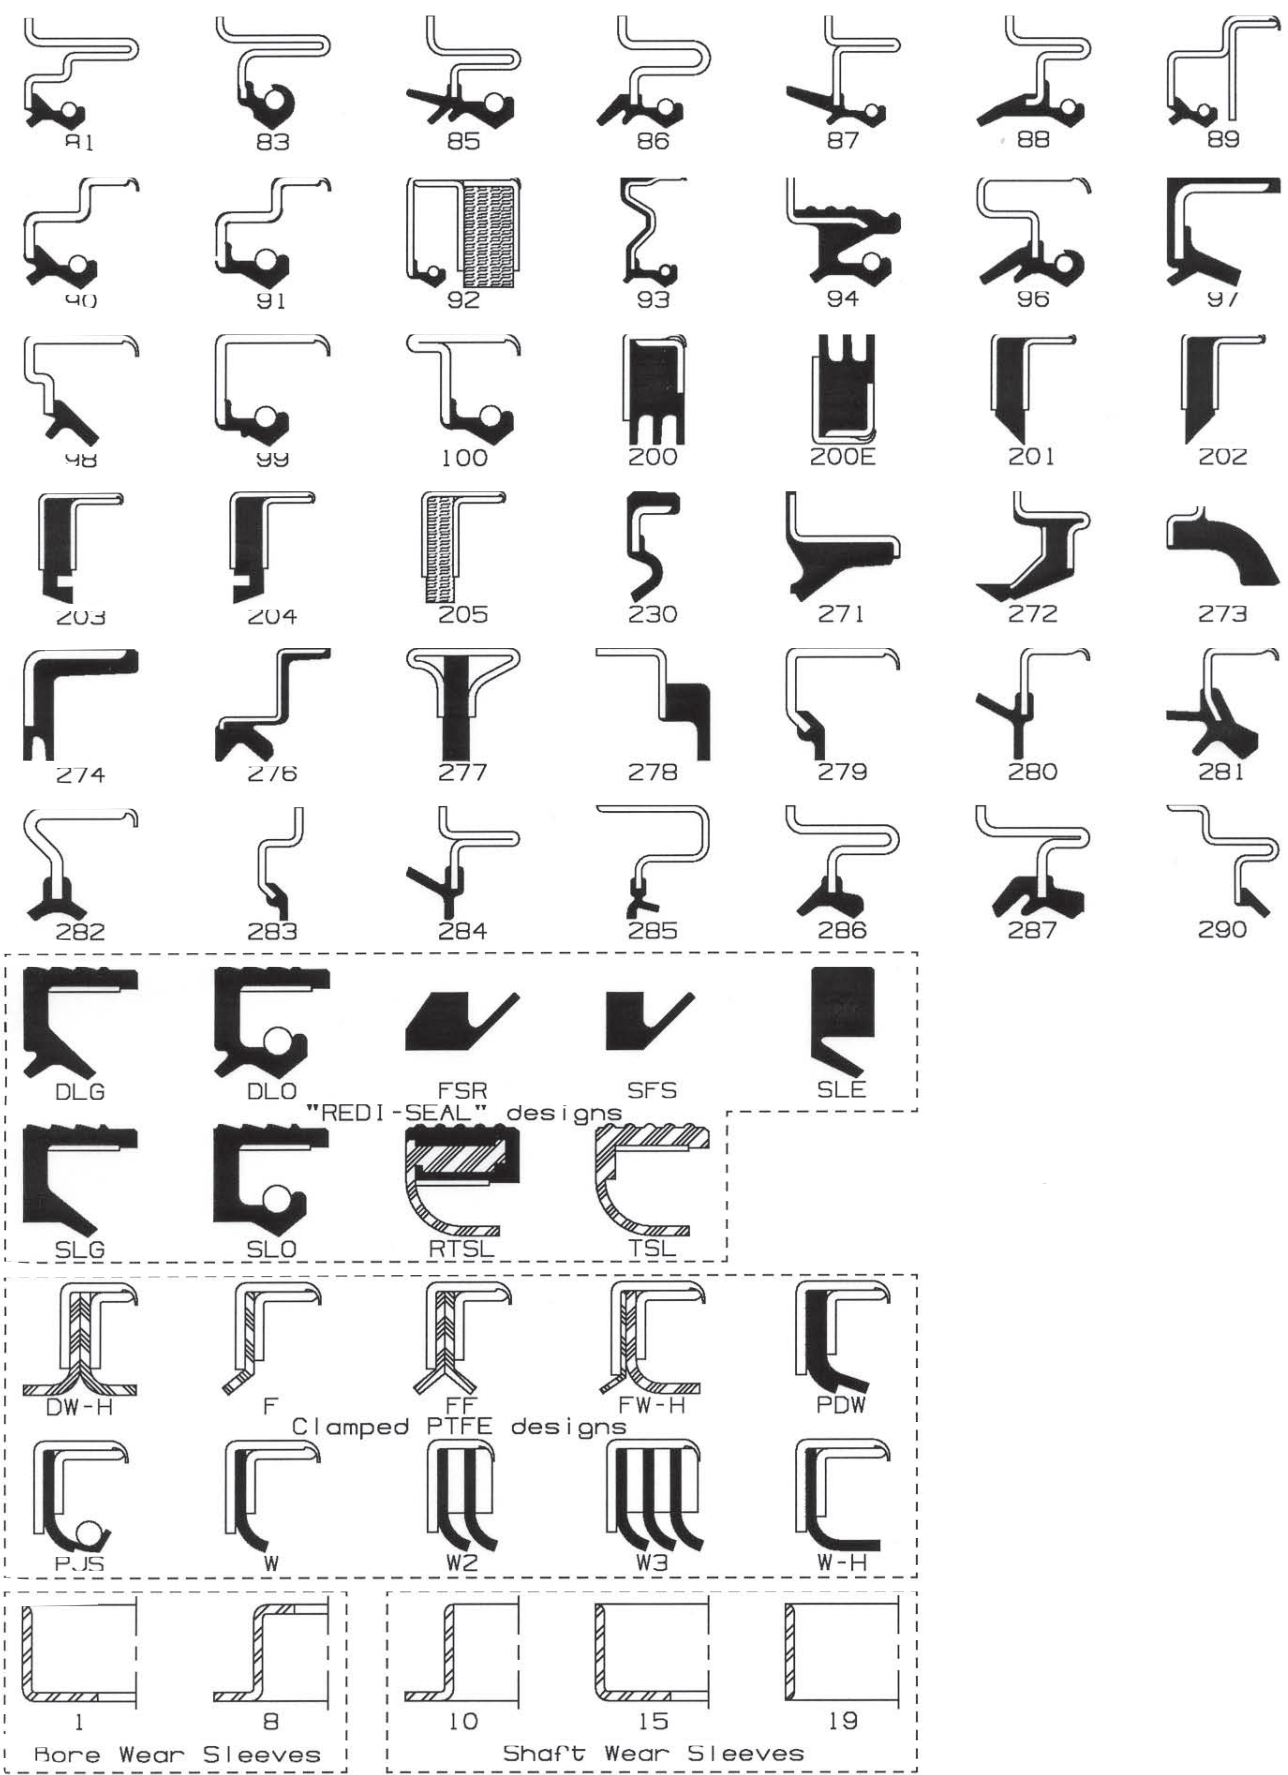 81 83 85 86 87 88 89
90 91 92 93 94 96 97
98 99 100 200 200E 201 202
203 204 205 230 271 272 273
274 276 277 278 279 280 281
282 283 284 285 286 287 290
DLG DLO FSR SFS SLE
"REDI-SEAL" designs
SLG SLO RTSL TSL
DW-H F FF FW-H PDW
Clamped PTFE designs
PJS W W2 W3 W-H
1 8 10 15 19
Bore Wear Sleeves Shaft Wear Sleeves